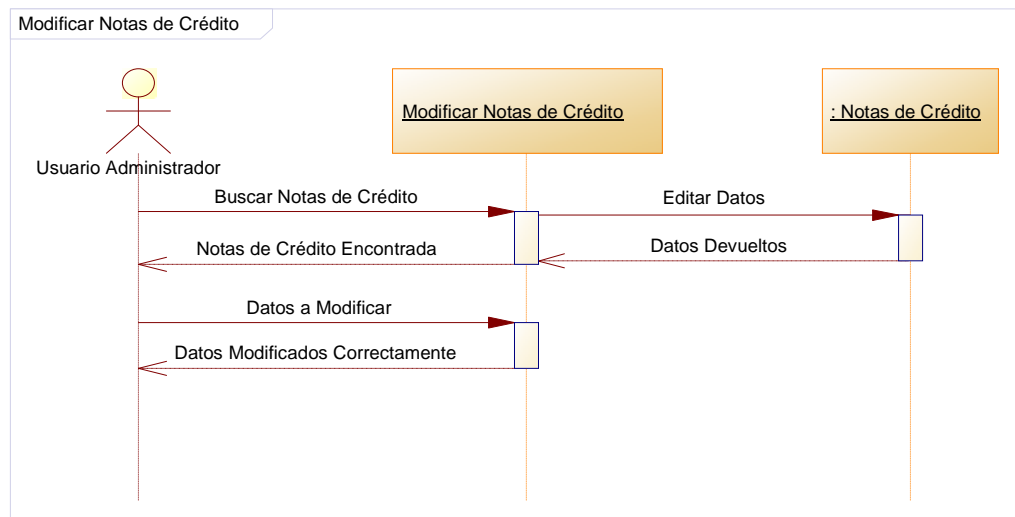 Modificar Notas de Crédito
Modificar Notas de Crédito
: Notas de Crédito
Usuario Administrador
Buscar Notas de Crédito
Editar Datos
Notas de Crédito Encontrada
Datos Devueltos
Datos a Modificar
Datos Modificados Correctamente